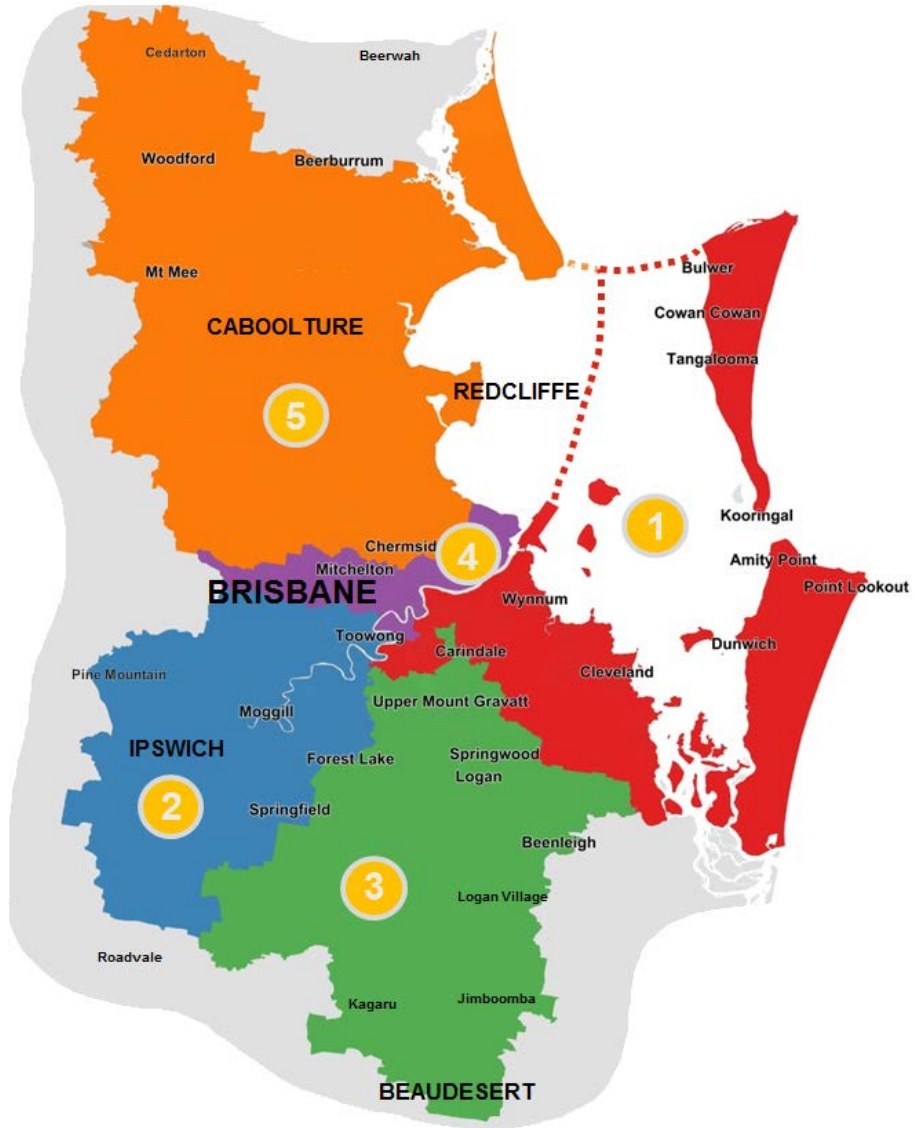 Cedarton
Beerwah
Woodford
Beerburrum
Mt Mee
Bulwer
CABOOLTURE
Cowan Cowan
Tangalooma
REDCLIFFE
5
Kooringal
1
Chermsid
4
Amity Point
Mitchelton
Point Lookout
BRISBANE
Wynnum
Toowong
Dunwich
Carindale
Cleveland
Pine Mountain
Upper Mount Gravatt
Moggill
IPSWICH
Forest Lake
Springwood
Logan
2
Springfield
Beenleigh
3
Logan Village
Roadvale
Kagaru
Jimboomba
BEAUDESERT